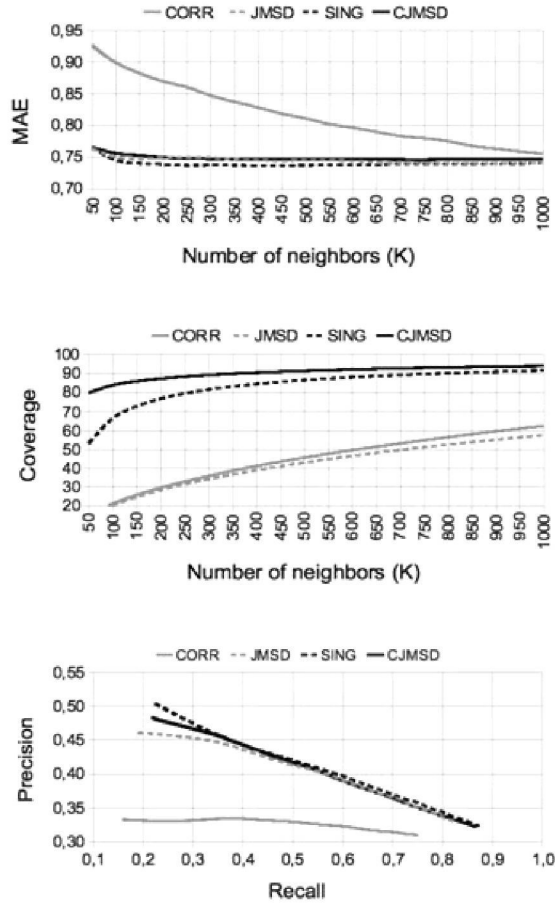 CORR JMSD SING CJMSD
0,95
0,90
0,85
0,80
0,75
0,70
MAE
50 100 150 200 250 300 350 400 450 500 550 600 650 700 750 800 850 900 950 1000
Number of neighbors (K)
CORR JMSD SING CJMSD
100
90
80
70
60
50
40
30
20
Coverage
50 100 150 200 250 300 350 400 450 500 550 600 650 700 750 800 850 900 950 1000
Number of neighbors (K)
CORR JMSD SING CJMSD
0,55
0,50
0,45
0,40
0,35
0,30
Precision
0,1 0,2 0,3 0,4 0,5 0,6 0,7 0,8 0,9 1,0
Recall